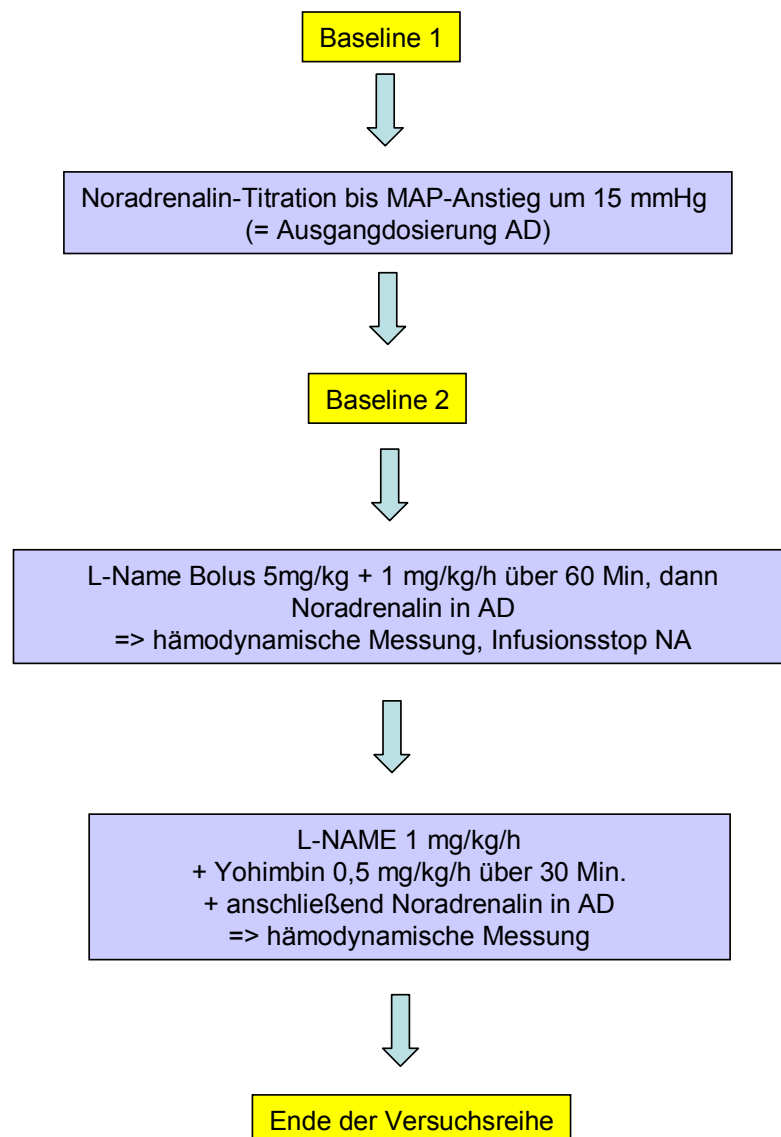 Baseline 1
Noradrenalin-Titration bis MAP-Anstieg um 15 mmHg
(= Ausgangdosierung AD)
Baseline 2
L-Name Bolus 5mg/kg + 1 mg/kg/h über 60 Min, dann
Noradrenalin in AD
=> hämodynamische Messung, Infusionsstop NA
L-NAME 1 mg/kg/h
+ Yohimbin 0,5 mg/kg/h über 30 Min.
+ anschließend Noradrenalin in AD
=> hämodynamische Messung
Ende der Versuchsreihe